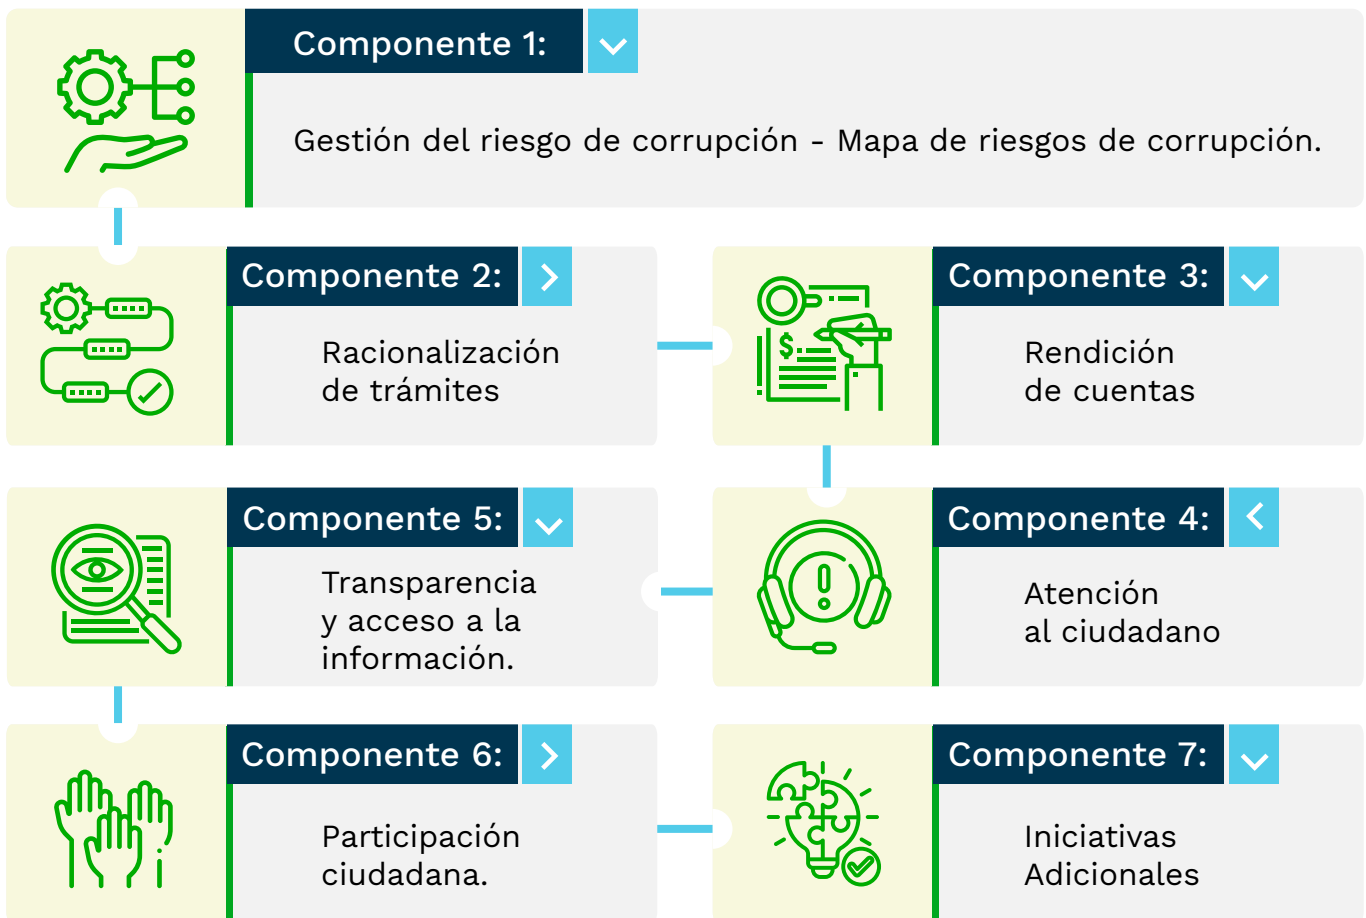 Componente 1:
Gestión del riesgo de corrupción - Mapa de riesgos de corrupción.
Componente 2:
Racionalización
de trámites
Componente 3:
Rendición
de cuentas
$
Componente 4:
Atención
al ciudadano
Componente 5:
Transparencia
y acceso a la
información.
Componente 6:
Participación
ciudadana.
Componente 7:
Iniciativas
Adicionales